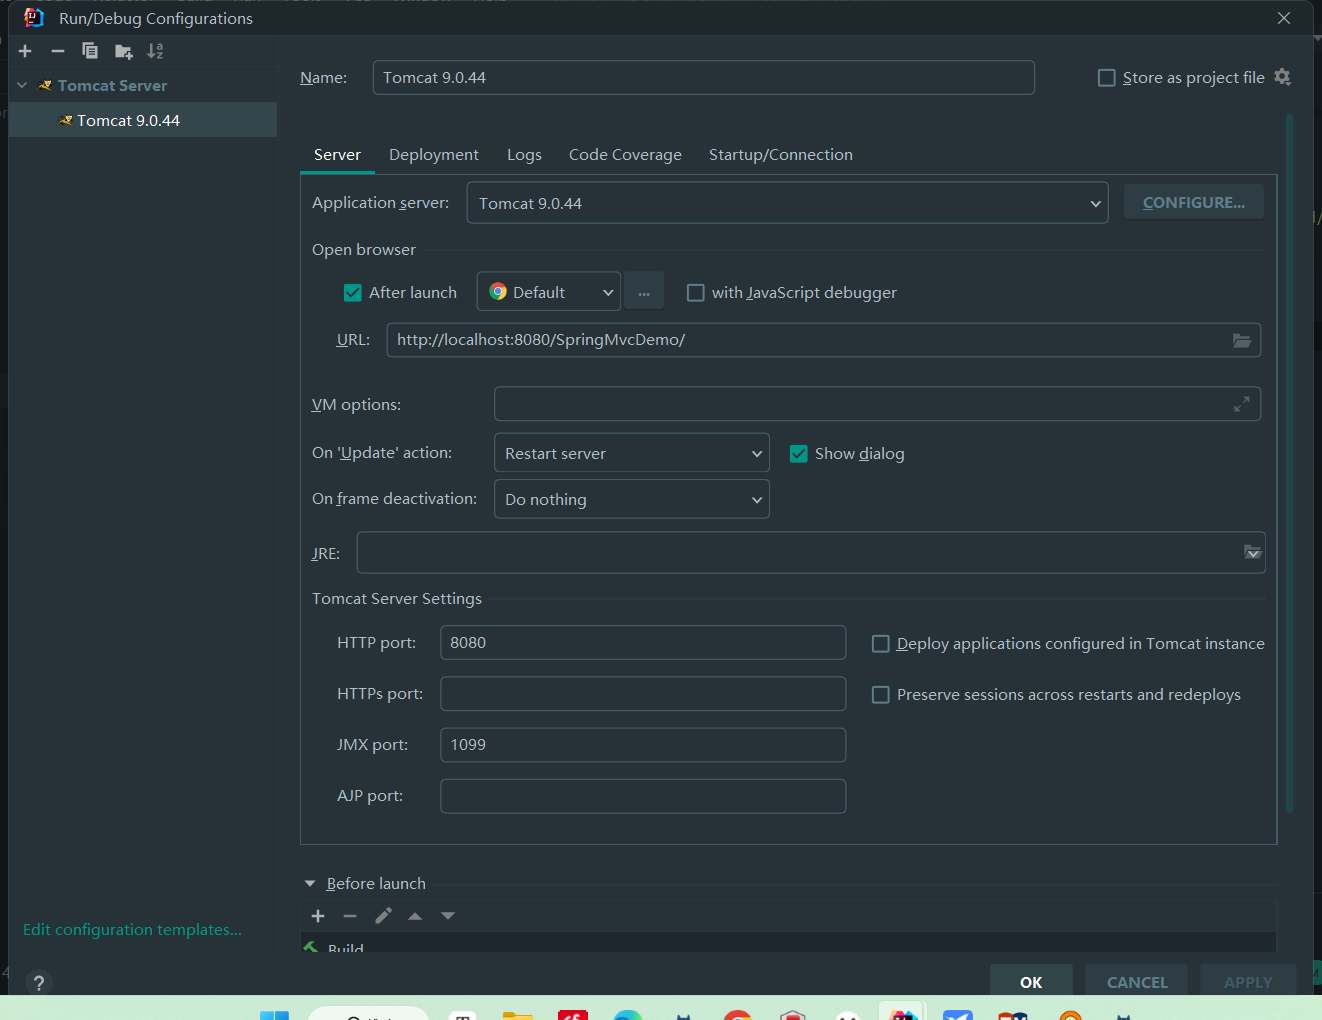 Run/Debug Configurations
Tomcat Server
Tomcat 9.0.44
Name: Tomcat 9.0.44 Store as project file
Server Deployment Logs Code Coverage Startup/Connection
Application server: Tomcat 9.0.44 CONFIGURE...
Open browser
After launch Default ... with JavaScript debugger
URL: http://localhost:8080/SpringMvcDemo/
VM options:
On 'Update' action: Restart server Show dialog
On frame deactivation: Do nothing
JRE:
Tomcat Server Settings
HTTP port: 8080 Deploy applications configured in Tomcat instance
HTTPs port: Preserve sessions across restarts and redeploys
JMX port: 1099
AJP port:
Before launch
Build
Edit configuration templates...
? OK CANCEL APPLY